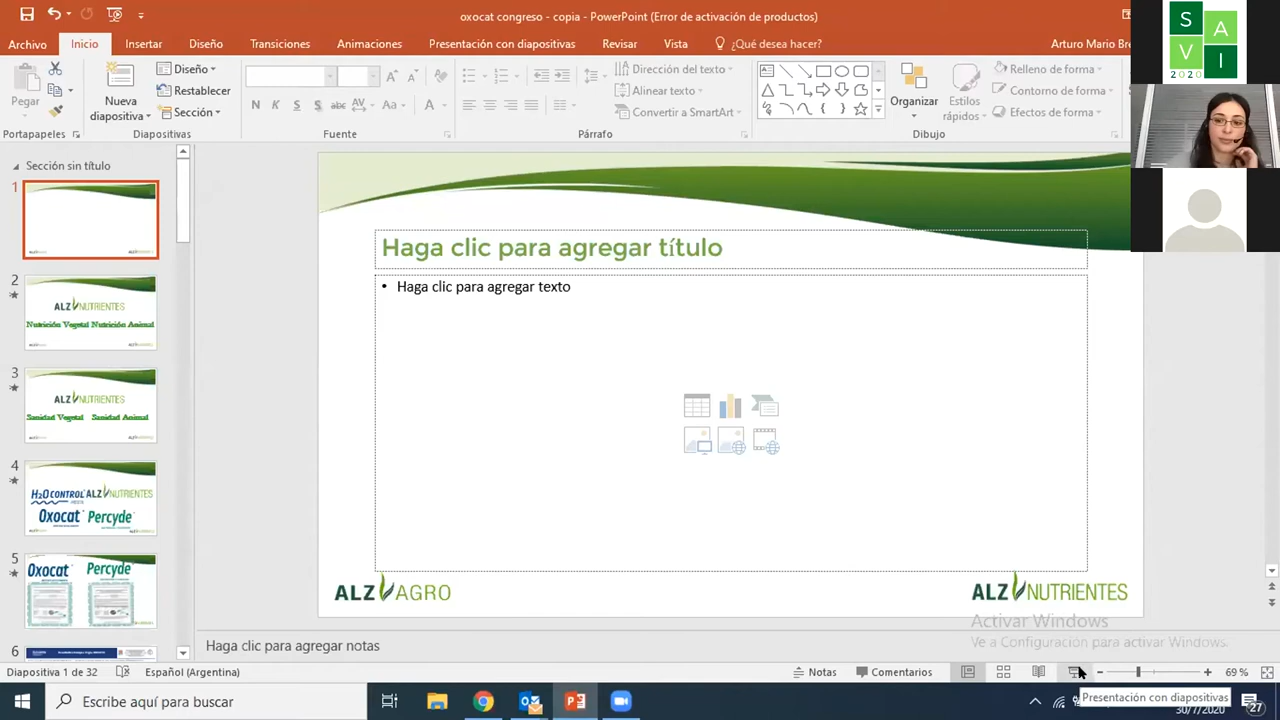 oxocat congreso - copia - PowerPoint (Error de activación de productos)
Archivo Inicio Insertar Diseño Transiciones Animaciones Presentación con diapositivas Revisar Vista ¿Qué desea hacer? Arturo Mario
S A V I
2020
Pegar
Nueva diapositiva
Diseño
Restablecer
Sección
N K S S abc AV Aa A
Dirección del texto
Alinear texto
Convertir a SmartArt
Organizar
Estilos rápidos
Relleno de forma
Contorno de forma
Efectos de forma
Portapapeles Diapositivas Fuente Párrafo Dibujo
Sección sin título
1
2
ALZ NUTRIENTES
Nutrición Vegetal Nutrición Animal
3
ALZ NUTRIENTES
Sanidad Vegetal Sanidad Animal
4
H2O CONTROL ALZ NUTRIENTES
Oxocat Percyde
5
Oxocat Percyde
6
Haga clic para agregar título
• Haga clic para agregar texto
ALZ AGRO
ALZ NUTRIENTES
Activar Windows
Ve a Configuración para activar Windows.
Haga clic para agregar notas
Diapositiva 1 de 32 Español (Argentina) Notas Comentarios 69 %
Presentación con diapositivas
Escribe aquí para buscar
30/7/2020
27